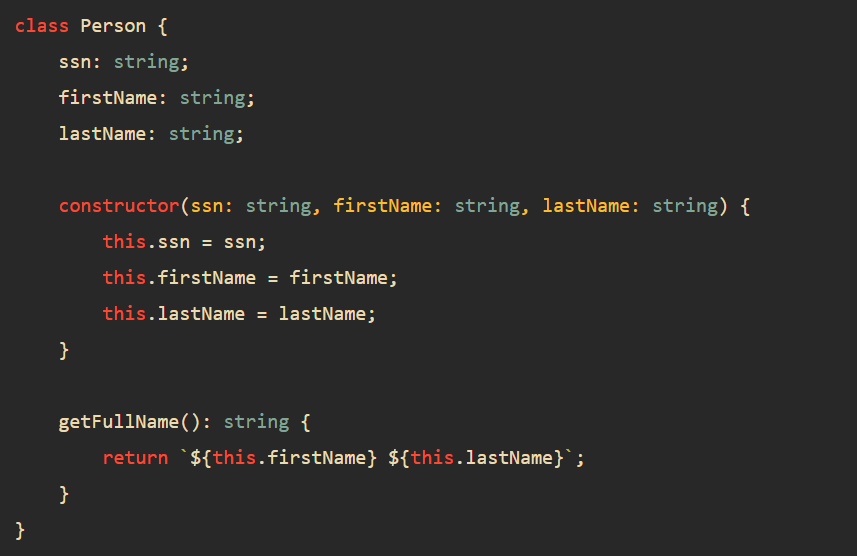 class Person {
    ssn: string;
    firstName: string;
    lastName: string;

    constructor(ssn: string, firstName: string, lastName: string) {
        this.ssn = ssn;
        this.firstName = firstName;
        this.lastName = lastName;
    }

    getFullName(): string {
        return `${this.firstName} ${this.lastName}`;
    }
}